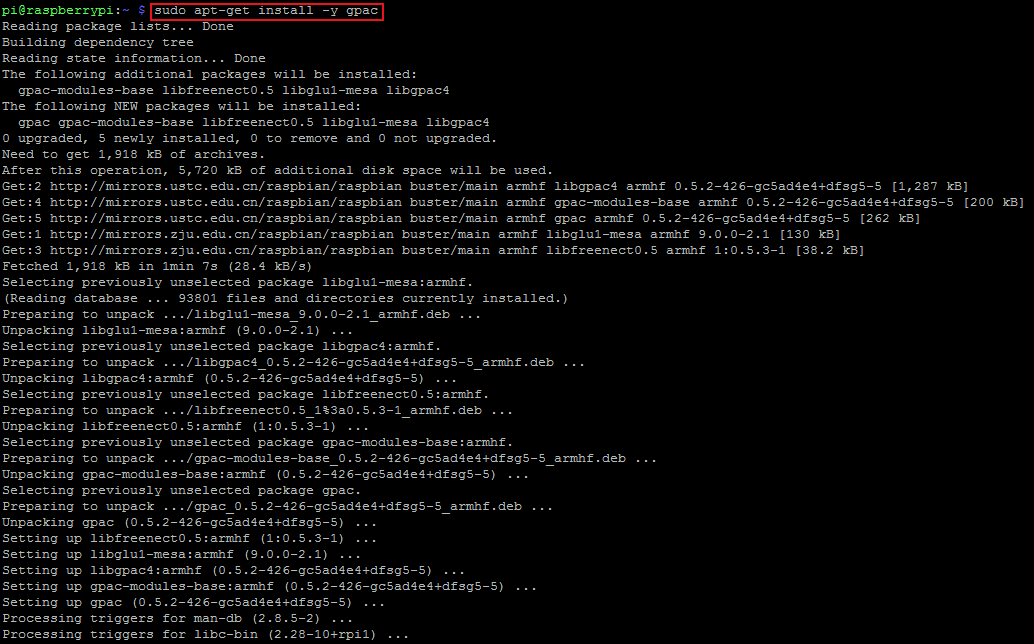 pi@raspberrypi:~ $ sudo apt-get install -y gpac
Reading package lists... Done
Building dependency tree
Reading state information... Done
The following additional packages will be installed:
  gpac-modules-base libfreenect0.5 libglu1-mesa libgpac4
The following NEW packages will be installed:
  gpac gpac-modules-base libfreenect0.5 libglu1-mesa libgpac4
0 upgraded, 5 newly installed, 0 to remove and 0 not upgraded.
Need to get 1,918 kB of archives.
After this operation, 5,720 kB of additional disk space will be used.
Get:2 http://mirrors.ustc.edu.cn/raspbian/raspbian buster/main armhf libgpac4 armhf 0.5.2-426-gc5ad4e4+dfsg5-5 [1,287 kB]
Get:4 http://mirrors.ustc.edu.cn/raspbian/raspbian buster/main armhf gpac-modules-base armhf 0.5.2-426-gc5ad4e4+dfsg5-5 [200 kB]
Get:5 http://mirrors.ustc.edu.cn/raspbian/raspbian buster/main armhf gpac armhf 0.5.2-426-gc5ad4e4+dfsg5-5 [262 kB]
Get:1 http://mirrors.zju.edu.cn/raspbian/raspbian buster/main armhf libglu1-mesa armhf 9.0.0-2.1 [130 kB]
Get:3 http://mirrors.zju.edu.cn/raspbian/raspbian buster/main armhf libfreenect0.5 armhf 1:0.5.3-1 [38.2 kB]
Fetched 1,918 kB in 1min 7s (28.4 kB/s)
Selecting previously unselected package libglu1-mesa:armhf.
(Reading database ... 93801 files and directories currently installed.)
Preparing to unpack .../libglu1-mesa_9.0.0-2.1_armhf.deb ...
Unpacking libglu1-mesa:armhf (9.0.0-2.1) ...
Selecting previously unselected package libgpac4:armhf.
Preparing to unpack .../libgpac4_0.5.2-426-gc5ad4e4+dfsg5-5_armhf.deb ...
Unpacking libgpac4:armhf (0.5.2-426-gc5ad4e4+dfsg5-5) ...
Selecting previously unselected package libfreenect0.5:armhf.
Preparing to unpack .../libfreenect0.5_1%3a0.5.3-1_armhf.deb ...
Unpacking libfreenect0.5:armhf (1:0.5.3-1) ...
Selecting previously unselected package gpac-modules-base:armhf.
Preparing to unpack .../gpac-modules-base_0.5.2-426-gc5ad4e4+dfsg5-5_armhf.deb ...
Unpacking gpac-modules-base:armhf (0.5.2-426-gc5ad4e4+dfsg5-5) ...
Selecting previously unselected package gpac.
Preparing to unpack .../gpac_0.5.2-426-gc5ad4e4+dfsg5-5_armhf.deb ...
Unpacking gpac (0.5.2-426-gc5ad4e4+dfsg5-5) ...
Setting up libfreenect0.5:armhf (1:0.5.3-1) ...
Setting up libglu1-mesa:armhf (9.0.0-2.1) ...
Setting up libgpac4:armhf (0.5.2-426-gc5ad4e4+dfsg5-5) ...
Setting up gpac-modules-base:armhf (0.5.2-426-gc5ad4e4+dfsg5-5) ...
Setting up gpac (0.5.2-426-gc5ad4e4+dfsg5-5) ...
Processing triggers for man-db (2.8.5-2) ...
Processing triggers for libc-bin (2.28-10+rpi1) ...